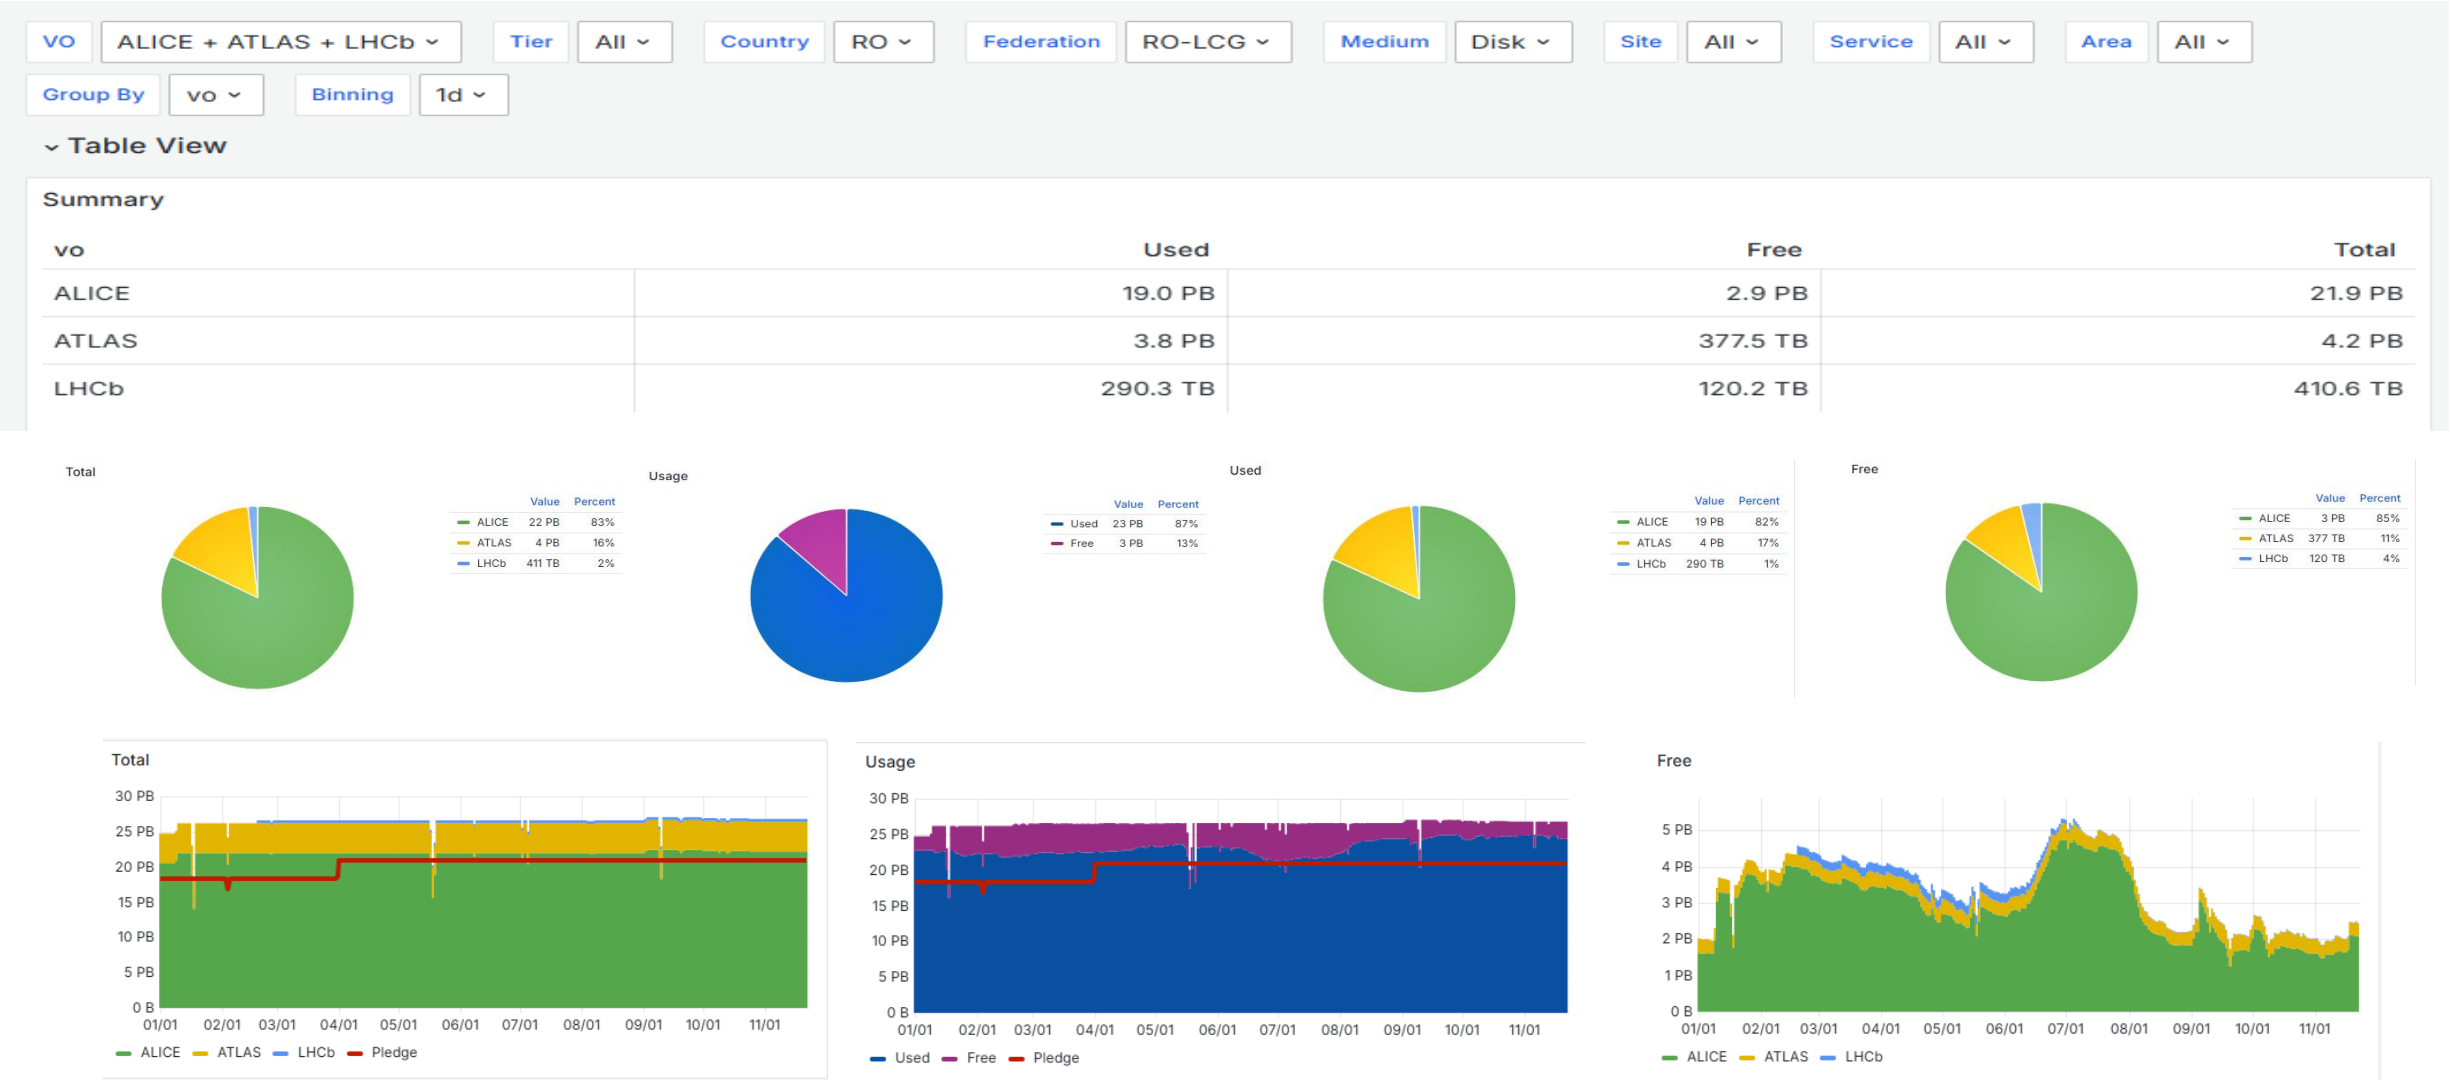 VO ALICE + ATLAS + LHCb Tier All Country RO Federation RO-LCG Medium Disk Site All Service All Area All
Group By vo Binning 1d
Table View
Summary
vo Used Free Total
ALICE 19.0 PB 2.9 PB 21.9 PB
ATLAS 3.8 PB 377.5 TB 4.2 PB
LHCb 290.3 TB 120.2 TB 410.6 TB
Total
Value Percent
ALICE 22 PB 83%
ATLAS 4 PB 16%
LHCb 411 TB 2%
Usage
Value Percent
Used 23 PB 87%
Free 3 PB 13%
Used
Value Percent
ALICE 19 PB 82%
ATLAS 4 PB 17%
LHCb 290 TB 1%
Free
Value Percent
ALICE 3 PB 85%
ATLAS 377 TB 11%
LHCb 120 TB 4%
Total
30 PB
25 PB
20 PB
15 PB
10 PB
5 PB
0 B
01/01 02/01 03/01 04/01 05/01 06/01 07/01 08/01 09/01 10/01 11/01
ALICE ATLAS LHCb Pledge
Usage
30 PB
25 PB
20 PB
15 PB
10 PB
5 PB
0 B
01/01 02/01 03/01 04/01 05/01 06/01 07/01 08/01 09/01 10/01 11/01
Used Free Pledge
Free
5 PB
4 PB
3 PB
2 PB
1 PB
0 B
01/01 02/01 03/01 04/01 05/01 06/01 07/01 08/01 09/01 10/01 11/01
ALICE ATLAS LHCb